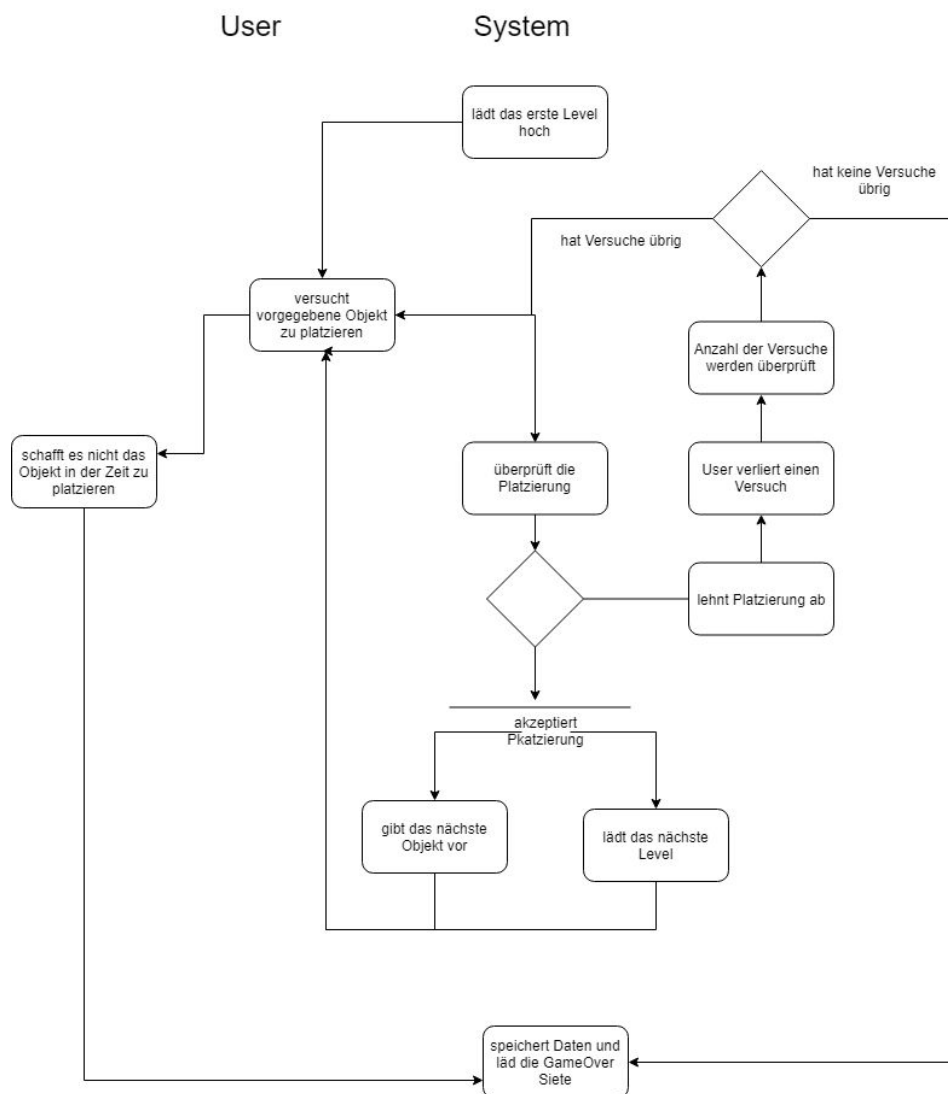 User
System
lädt das erste Level
hoch
hat keine Versuche
übrig
hat Versuche übrig
versucht
vorgegebene Objekt
zu platzieren
Anzahl der Versuche
werden überprüft
schafft es nicht das
Objekt in der Zeit zu
platzieren
überprüft die
Platzierung
User verliert einen
Versuch
lehnt Platzierung ab
akzeptiert
Pkatzierung
gibt das nächste
Objekt vor
lädt das nächste
Level
speichert Daten und
läd die GameOver
Siete